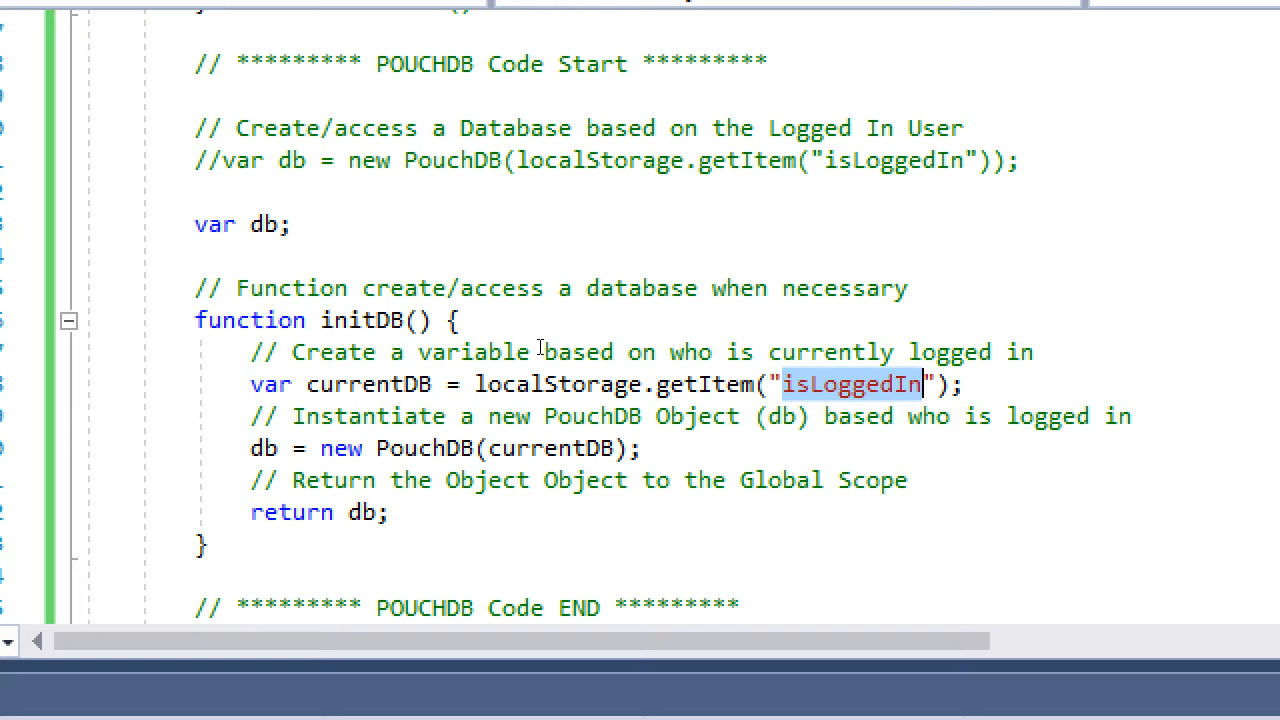 // ********* POUCHDB Code Start *********
// Create/access a Database based on the Logged In User
//var db = new PouchDB(localStorage.getItem("isLoggedIn"));
var db;
// Function create/access a database when necessary
function initDB() {
// Create a variable based on who is currently logged in
var currentDB = localStorage.getItem("isLoggedIn");
// Instantiate a new PouchDB Object (db) based who is logged in
db = new PouchDB(currentDB);
// Return the Object Object to the Global Scope
return db;
}
// ********* POUCHDB Code END *********